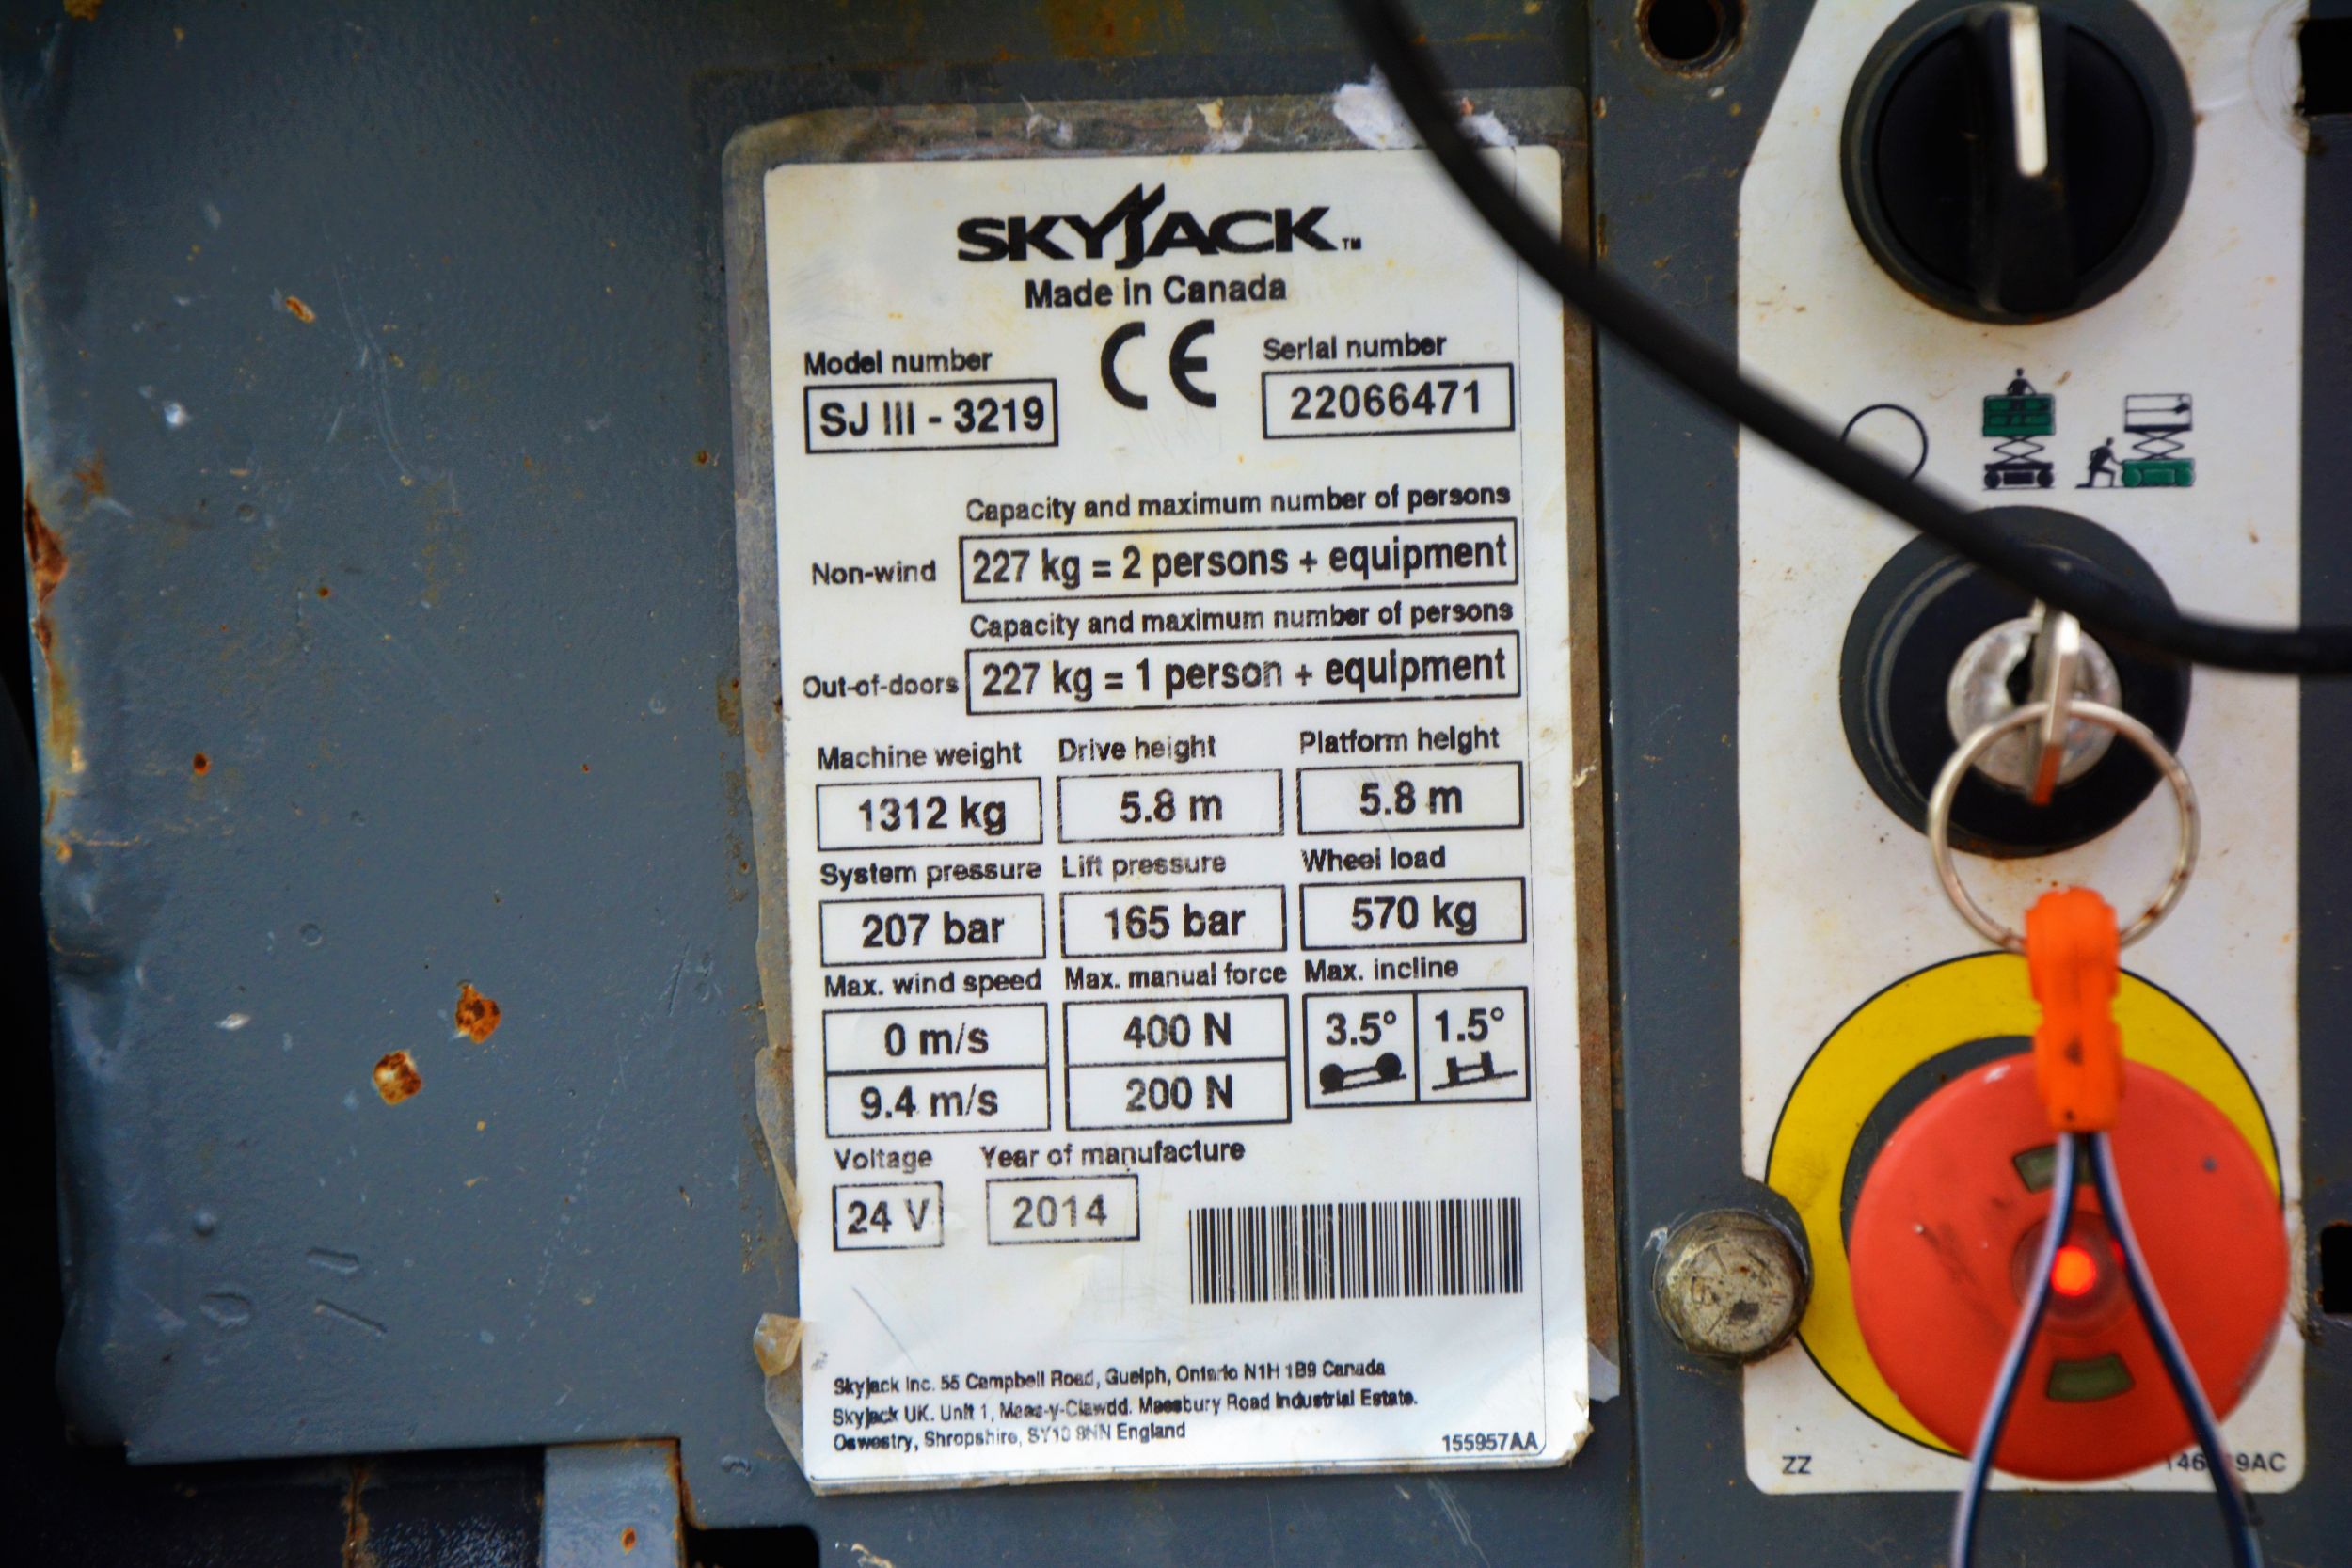 SKYJACK™
Made in Canada
CE
Model number
SJ III - 3219
Serial number
22066471
Capacity and maximum number of persons
Non-wind 227 kg = 2 persons + equipment
Capacity and maximum number of persons
Out-of-doors 227 kg = 1 person + equipment
Machine weight Drive height Platform height
1312 kg 5.8 m 5.8 m
System pressure Lift pressure Wheel load
207 bar 165 bar 570 kg
Max. wind speed Max. manual force Max. incline
0 m/s 400 N 3.5° 1.5°
9.4 m/s 200 N
Voltage Year of manufacture
24 V 2014
Skyjack Inc. 55 Campbell Road, Guelph, Ontario N1H 1B9 Canada
Skyjack UK. Unit 1, Maes-y-Clawdd. Maesbury Road Industrial Estate.
Oswestry, Shropshire, SY10 8NN England
155957AA
ZZ